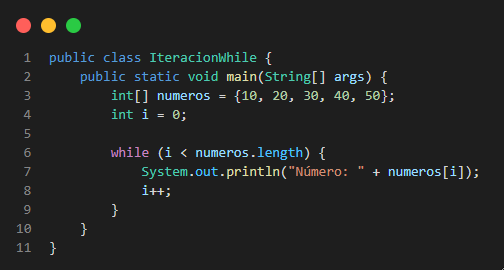 1 public class IteracionWhile {
2     public static void main(String[] args) {
3         int[] numeros = {10, 20, 30, 40, 50};
4         int i = 0;
5
6         while (i < numeros.length) {
7             System.out.println("Número: " + numeros[i]);
8             i++;
9         }
10     }
11 }